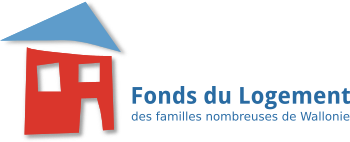 Fonds du Logement
des familles nombreuses de Wallonie